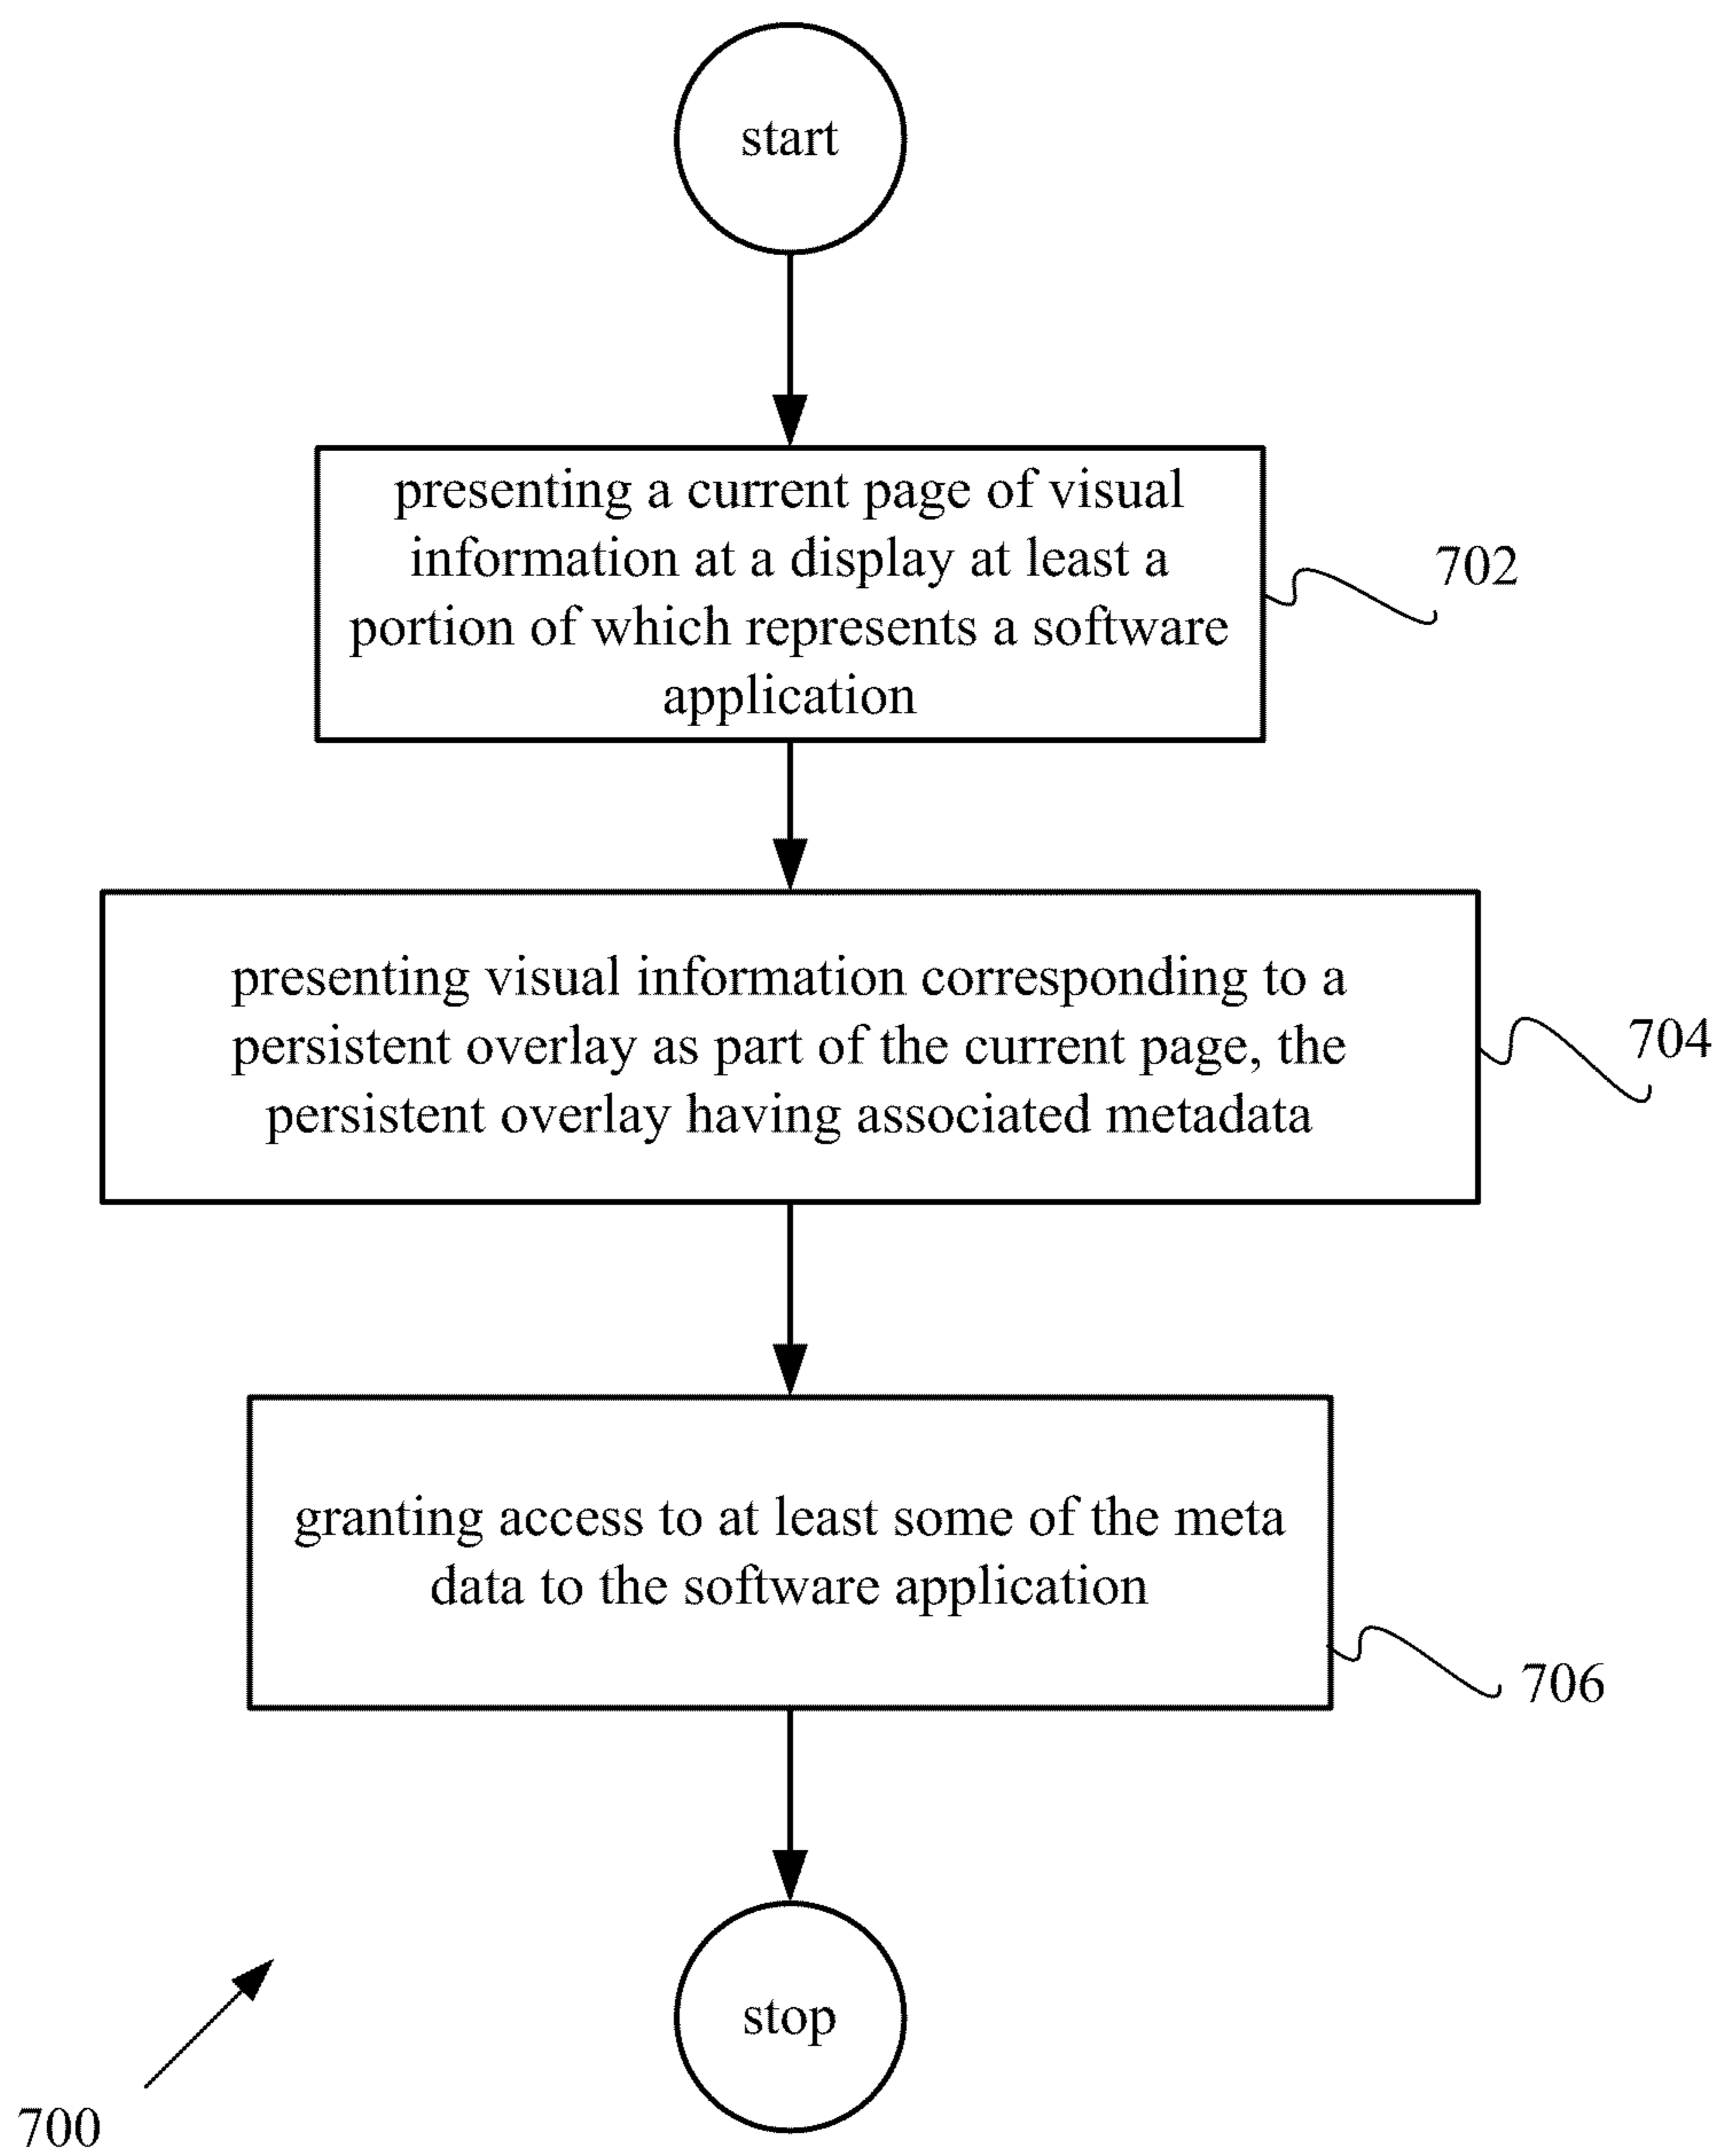 start
presenting a current page of visual
information at a display at least a
portion of which represents a software
application
702
presenting visual information corresponding to a
persistent overlay as part of the current page, the
persistent overlay having associated metadata
704
granting access to at least some of the meta
data to the software application
706
stop
700